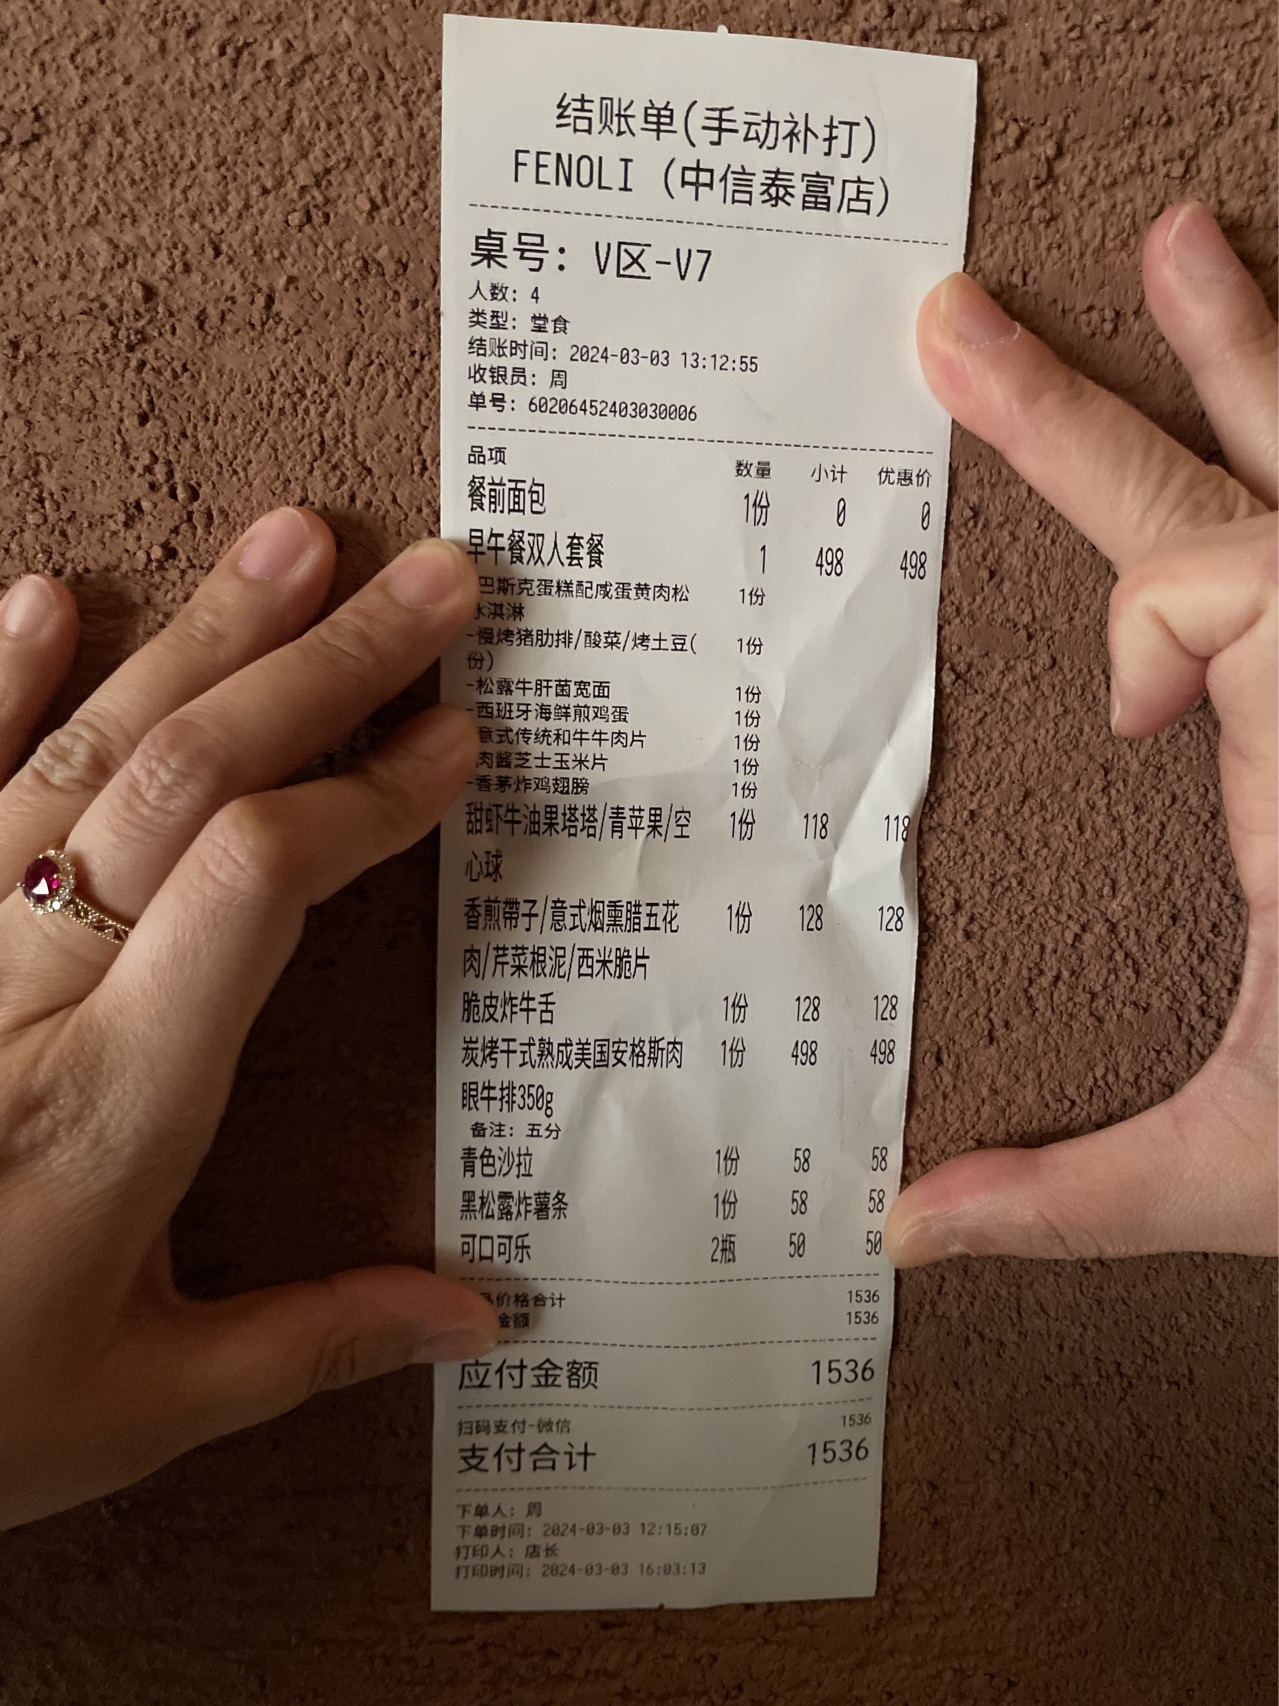 结账单(手动补打)
FENOLI (中信泰富店)
桌号: V区-V7
人数: 4
类型: 堂食
结账时间: 2024-03-03 13:12:55
收银员: 周
单号: 60206452403030006
品项 数量 小计 优惠价
餐前面包 1份 0 0
早午餐双人套餐 1 498 498
巴斯克蛋糕配咸蛋黄肉松 1份
冰淇淋
-慢烤猪肋排/酸菜/烤土豆( 1份
份)
-松露牛肝菌宽面 1份
-西班牙海鲜煎鸡蛋 1份
意式传统和牛牛肉片 1份
肉酱芝士玉米片 1份
-香茅炸鸡翅膀 1份
甜虾牛油果塔塔/青苹果/空 1份 118 118
心球
香煎带子/意式烟熏腊五花 1份 128 128
肉/芹菜根泥/西米脆片
脆皮炸牛舌 1份 128 128
炭烤干式熟成美国安格斯肉 1份 498 498
眼牛排350g
备注: 五分
青色沙拉 1份 58 58
黑松露炸薯条 1份 58 58
可口可乐 2瓶 50 50
价格合计 1536
金额 1536
应付金额 1536
扫码支付-微信 1536
支付合计 1536
下单人: 周
下单时间: 2024-03-03 12:15:07
打印人: 店长
打印时间: 2024-03-03 16:03:13